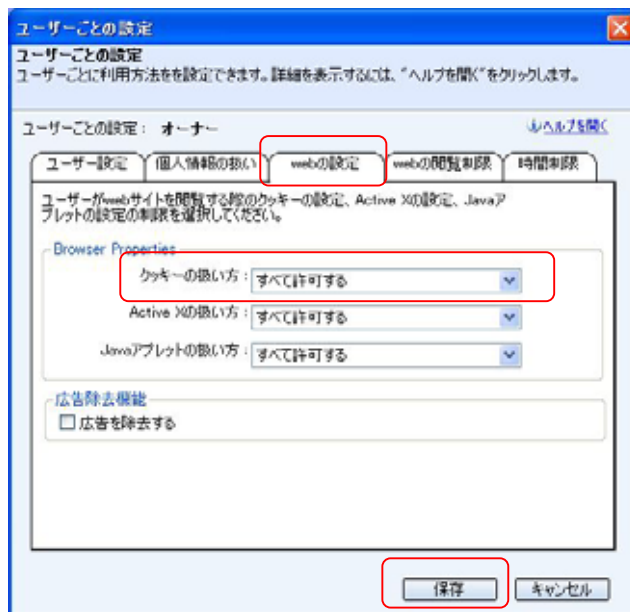 ユーザーごとの設定
ユーザーごとの設定
ユーザーごとに利用方法をを設定できます。詳細を表示するには、"ヘルプを開く"をクリックします。
ユーザーごとの設定： オーナー
ヘルプを開く
ユーザー設定 個人情報の扱い webの設定 webの閲覧制限 時間制限
ユーザーがwebサイトを閲覧する際のクッキーの設定、Active Xの設定、Javaア
プレットの設定の制限を選択してください。
Browser Properties
クッキーの扱い方： すべて許可する
Active Xの扱い方： すべて許可する
Javaアプレットの扱い方： すべて許可する
広告除去機能
広告を除去する
保存 キャンセル